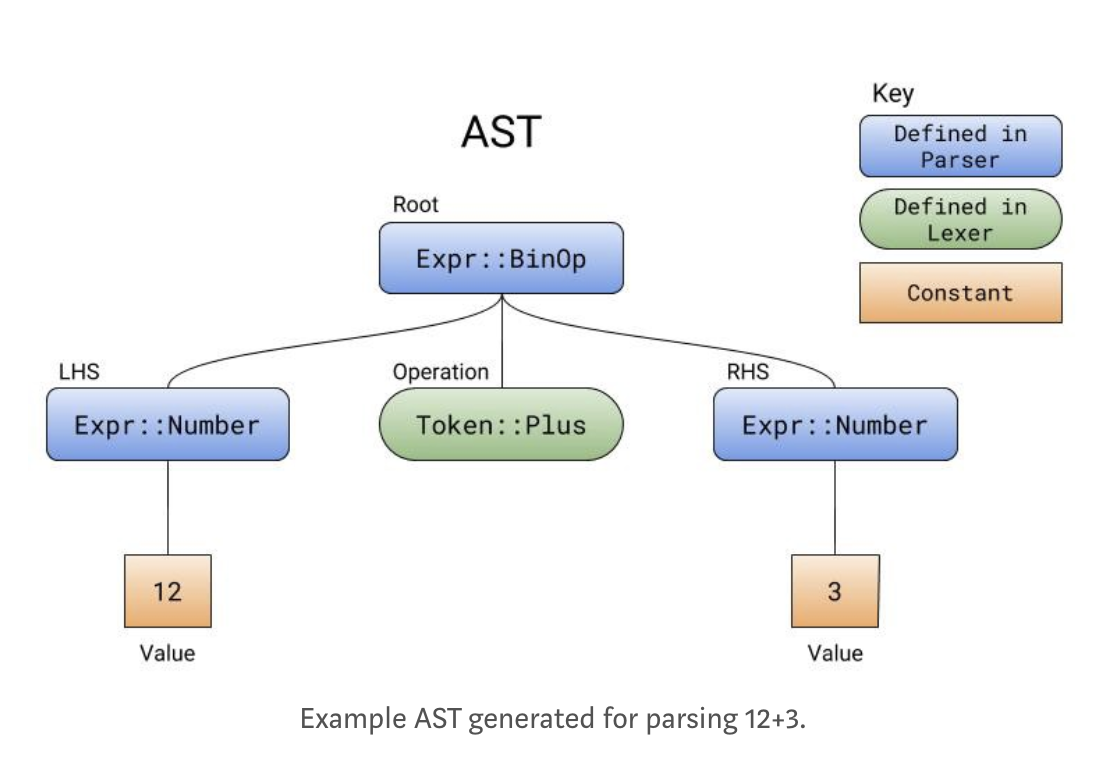 AST
Key
Defined in
Parser
Defined in
Lexer
Constant
Root
Expr::BinOp
LHS
Operation
RHS
Expr::Number
Token::Plus
Expr::Number
12
3
Value
Value
Example AST generated for parsing 12+3.